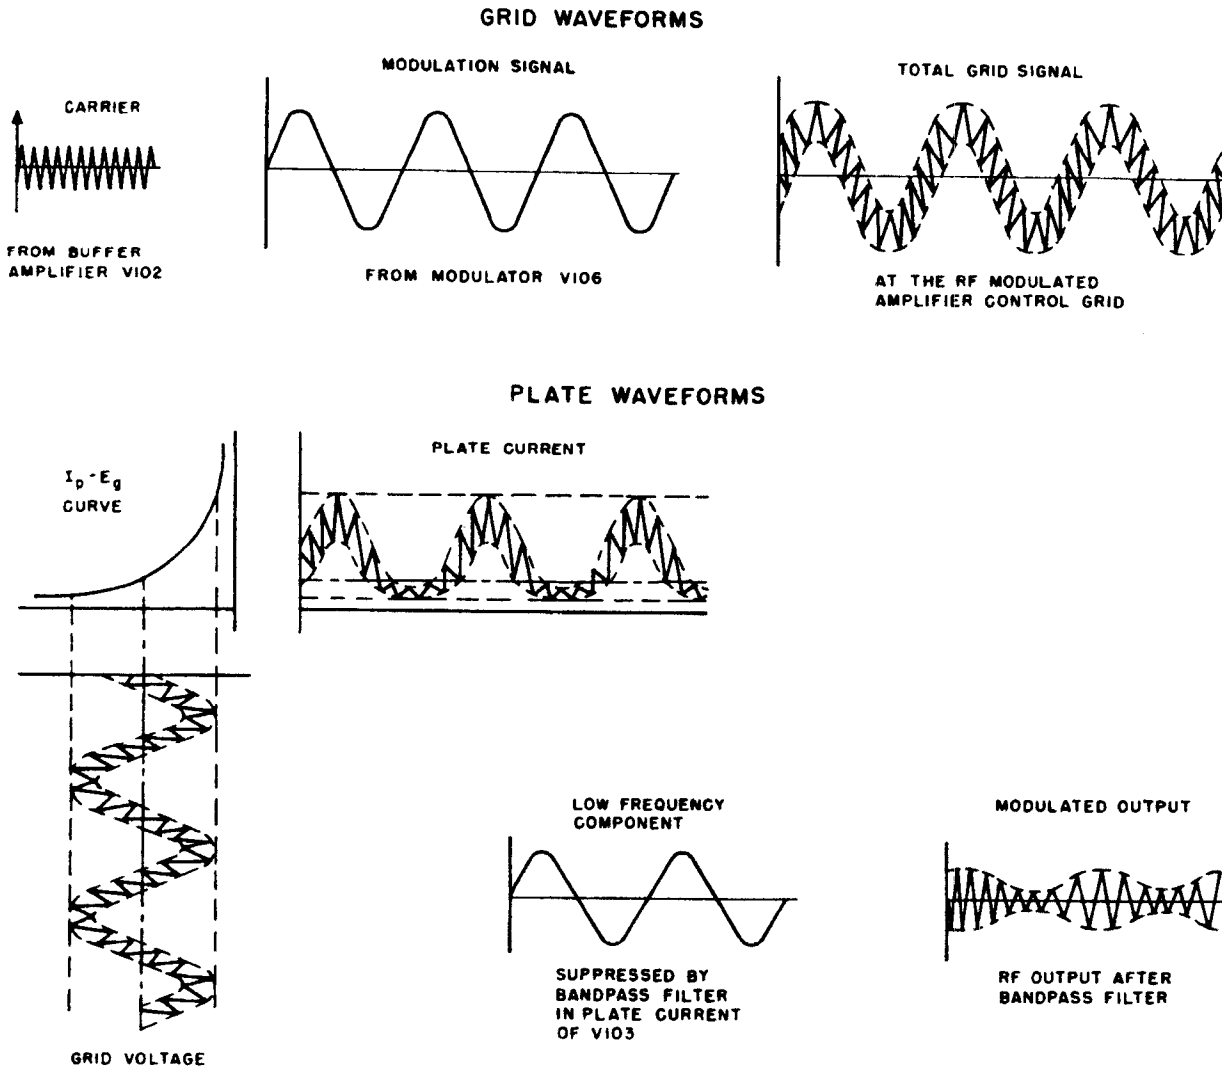 GRID WAVEFORMS
CARRIER
FROM BUFFER
AMPLIFIER V102
MODULATION SIGNAL
FROM MODULATOR V106
TOTAL GRID SIGNAL
AT THE RF MODULATED
AMPLIFIER CONTROL GRID
PLATE WAVEFORMS
Ip-Eg
CURVE
PLATE CURRENT
GRID VOLTAGE
LOW FREQUENCY
COMPONENT
SUPPRESSED BY
BANDPASS FILTER
IN PLATE CURRENT
OF V103
MODULATED OUTPUT
RF OUTPUT AFTER
BANDPASS FILTER